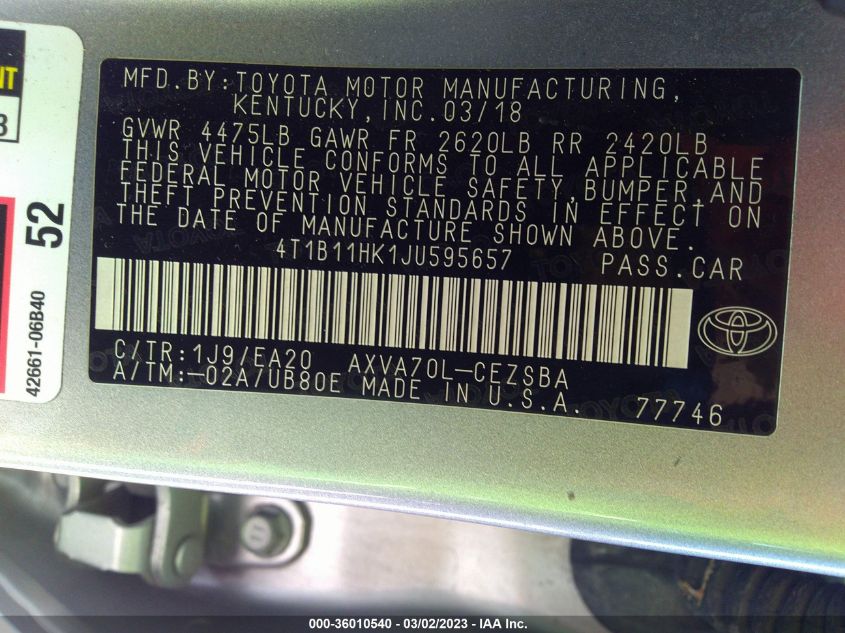 MFD.BY:TOYOTA MOTOR MANUFACTURING,
KENTUCKY, INC. 03/18
GVWR 4475LB GAWR FR 2620LB RR 2420LB
THIS VEHICLE CONFORMS TO ALL APPLICABLE
FEDERAL MOTOR VEHICLE SAFETY, BUMPER, AND
THEFT PREVENTION STANDARDS IN EFFECT ON
THE DATE OF MANUFACTURE SHOWN ABOVE.
4T1B11HK1JU595657 PASS.CAR
C/TR:1J9/EA20 AXVA70L-CEZSBA
A/TM:-02A/UB80E MADE IN U.S.A. 77746
52
42661-06B40
000-36010540 - 03/02/2023 - IAAI.com